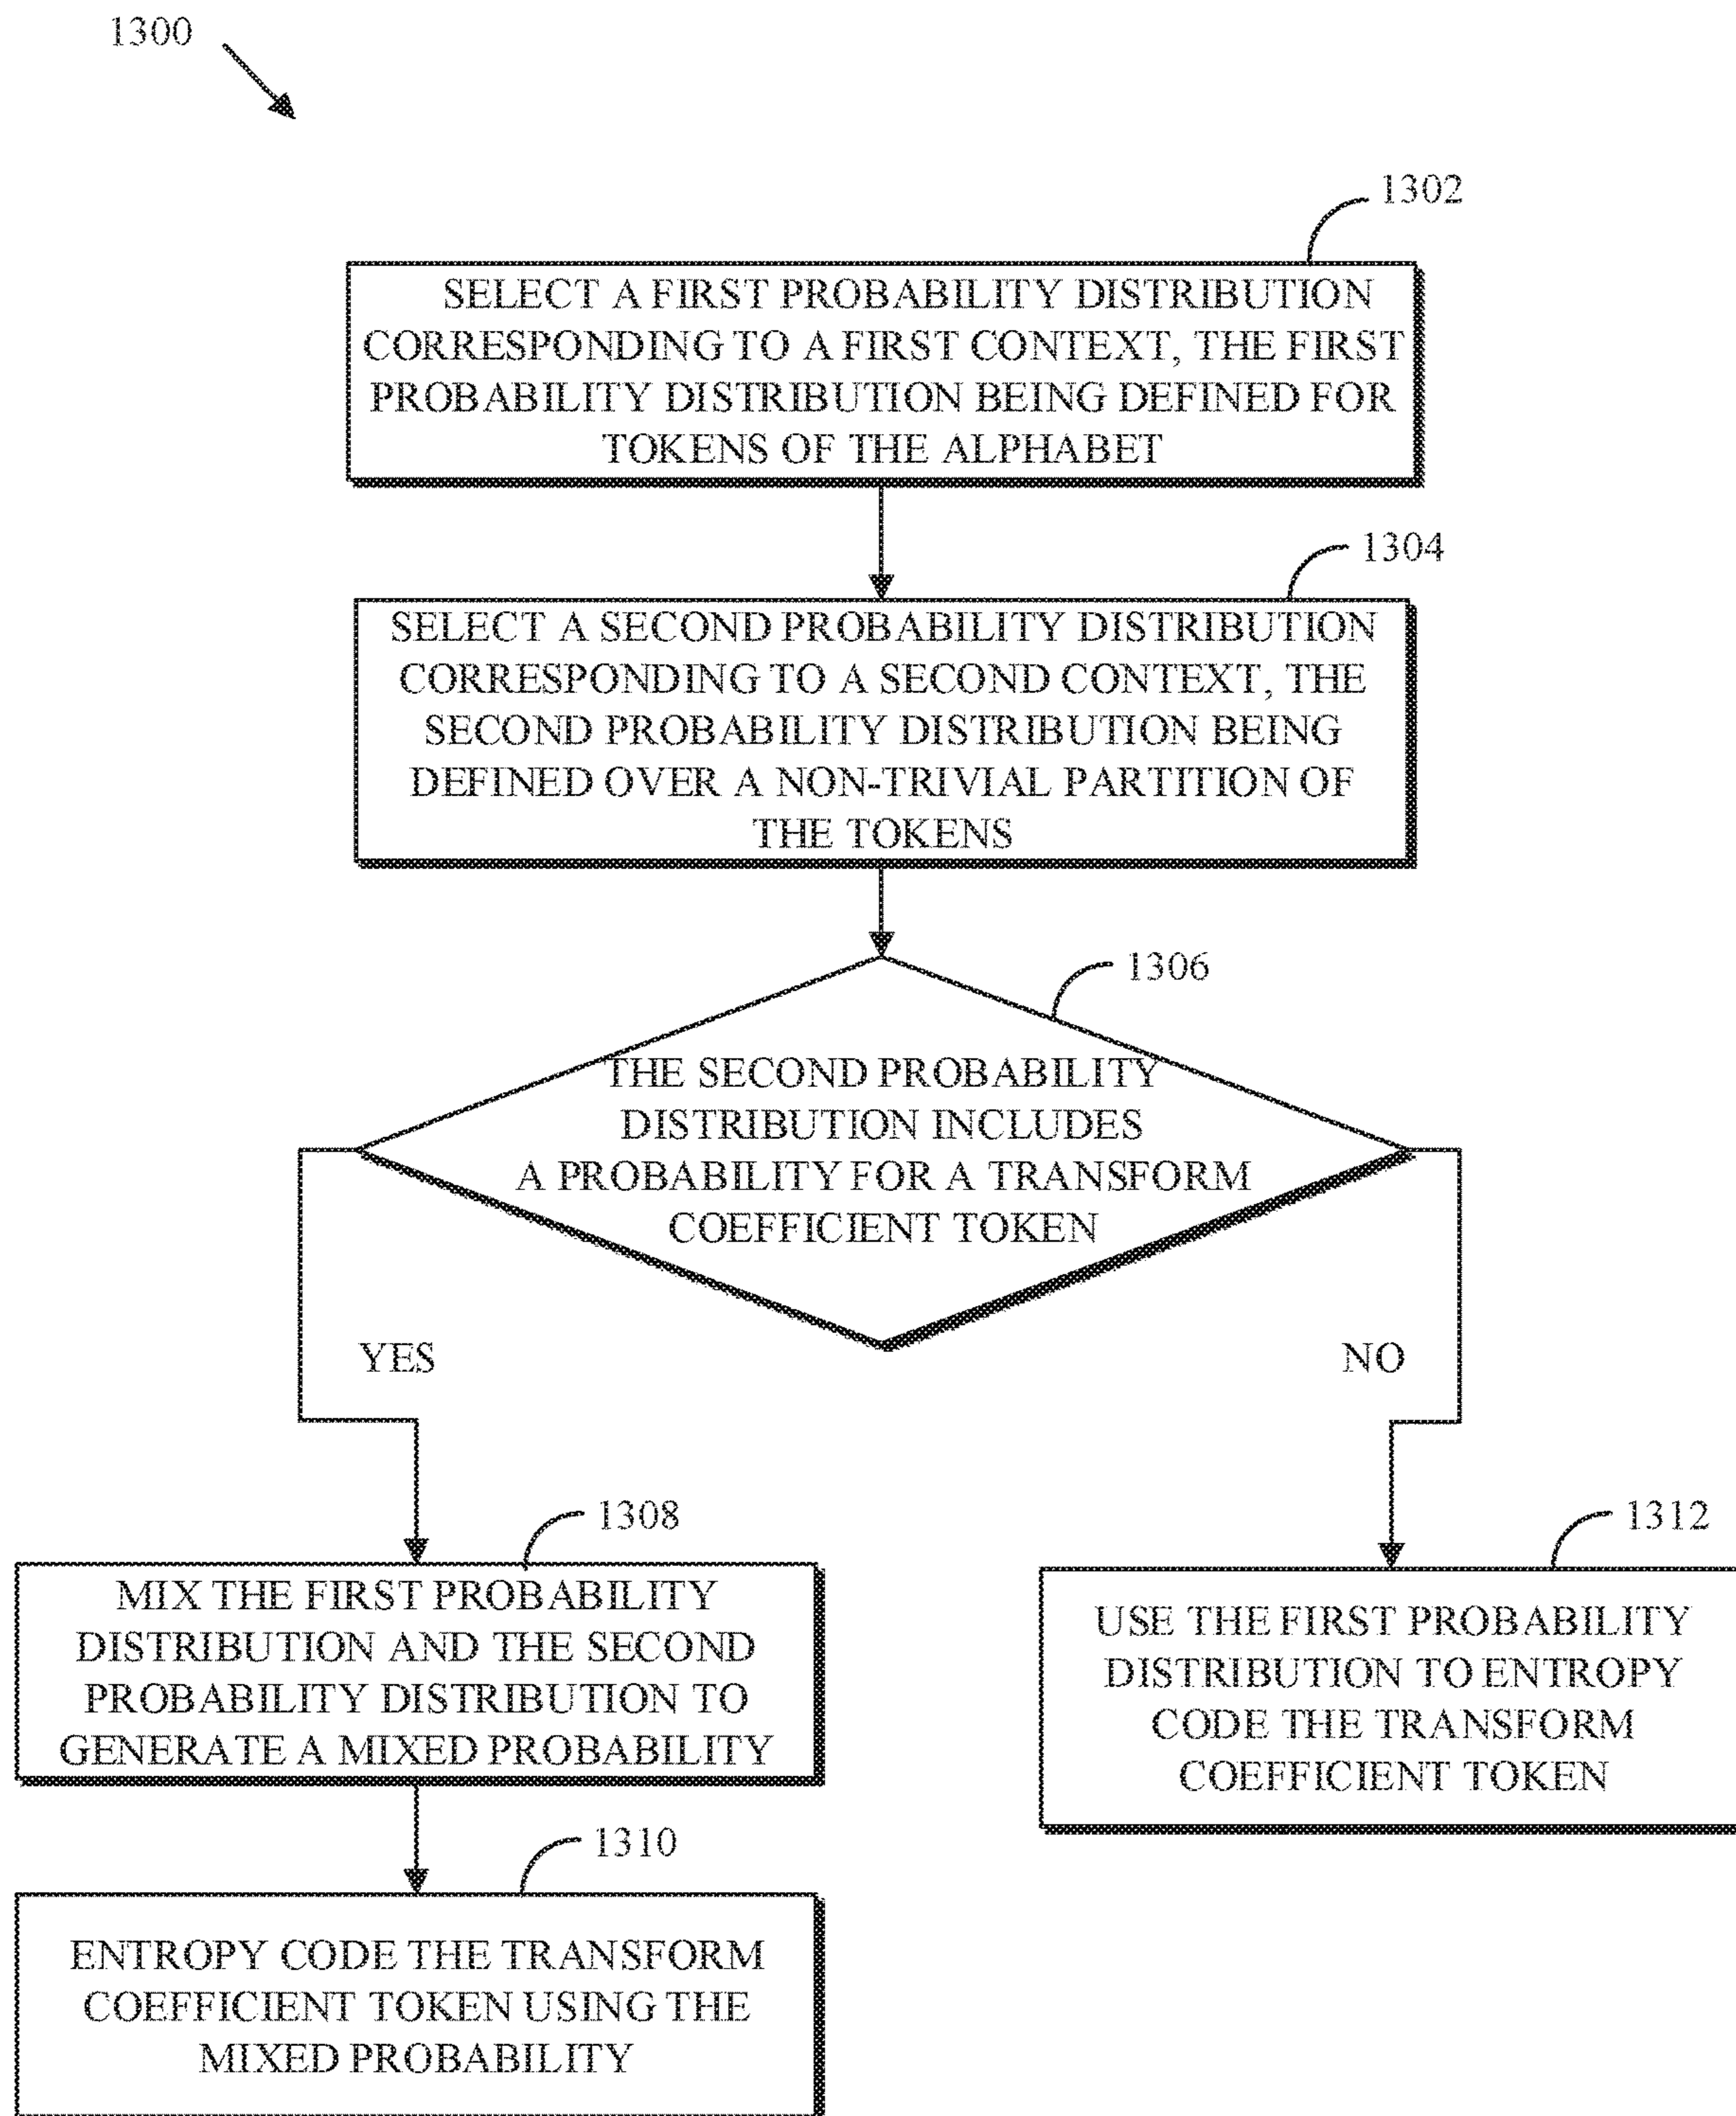 1300
1302
SELECT A FIRST PROBABILITY DISTRIBUTION
CORRESPONDING TO A FIRST CONTEXT, THE FIRST
PROBABILITY DISTRIBUTION BEING DEFINED FOR
TOKENS OF THE ALPHABET
1304
SELECT A SECOND PROBABILITY DISTRIBUTION
CORRESPONDING TO A SECOND CONTEXT, THE
SECOND PROBABILITY DISTRIBUTION BEING
DEFINED OVER A NON-TRIVIAL PARTITION OF
THE TOKENS
1306
THE SECOND PROBABILITY
DISTRIBUTION INCLUDES
A PROBABILITY FOR A TRANSFORM
COEFFICIENT TOKEN
YES
NO
1308
MIX THE FIRST PROBABILITY
DISTRIBUTION AND THE SECOND
PROBABILITY DISTRIBUTION TO
GENERATE A MIXED PROBABILITY
1312
USE THE FIRST PROBABILITY
DISTRIBUTION TO ENTROPY
CODE THE TRANSFORM
COEFFICIENT TOKEN
1310
ENTROPY CODE THE TRANSFORM
COEFFICIENT TOKEN USING THE
MIXED PROBABILITY